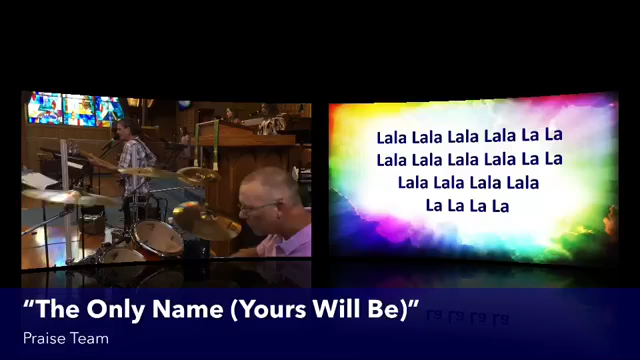 Lala Lala Lala Lala La La
Lala Lala Lala Lala La La
Lala Lala Lala Lala
La La La La
“The Only Name (Yours Will Be)”
Praise Team